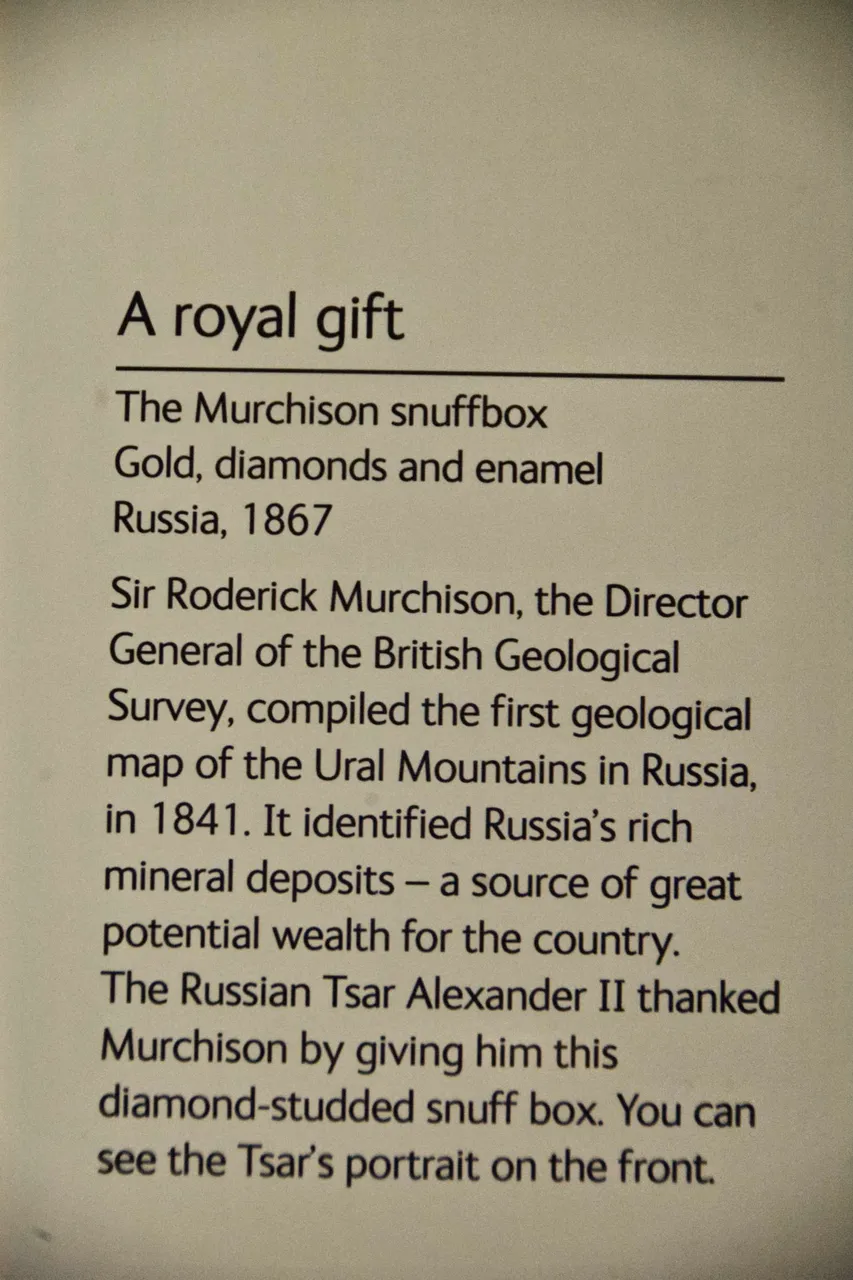 A royal gift
The Murchison snuffbox
Gold, diamonds and enamel
Russia, 1867
Sir Roderick Murchison, the Director
General of the British Geological
Survey, compiled the first geological
map of the Ural Mountains in Russia,
in 1841. It identified Russia's rich
mineral deposits – a source of great
potential wealth for the country.
The Russian Tsar Alexander II thanked
Murchison by giving him this
diamond-studded snuff box. You can
see the Tsar's portrait on the front.